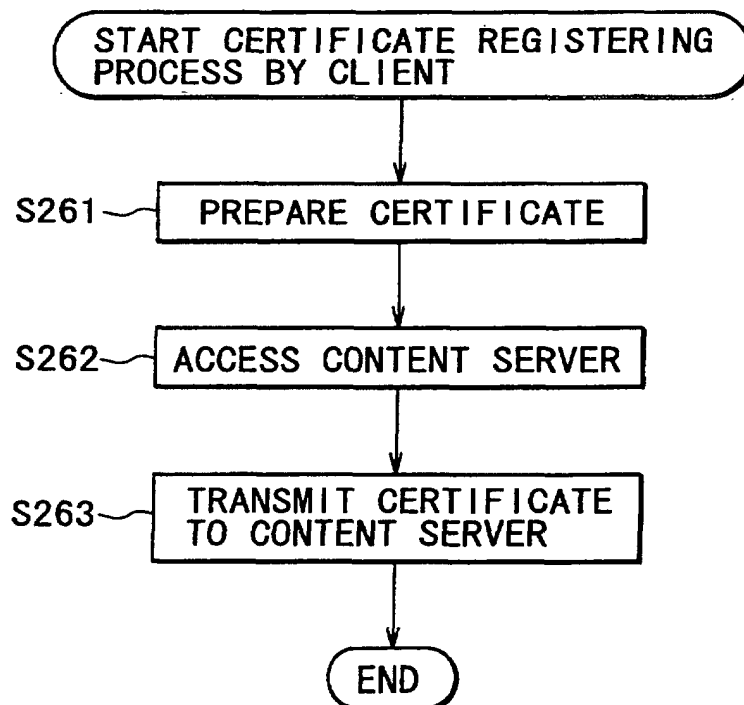 START CERTIFICATE REGISTERING
PROCESS BY CLIENT
S261
PREPARE CERTIFICATE
S262
ACCESS CONTENT SERVER
S263
TRANSMIT CERTIFICATE
TO CONTENT SERVER
END